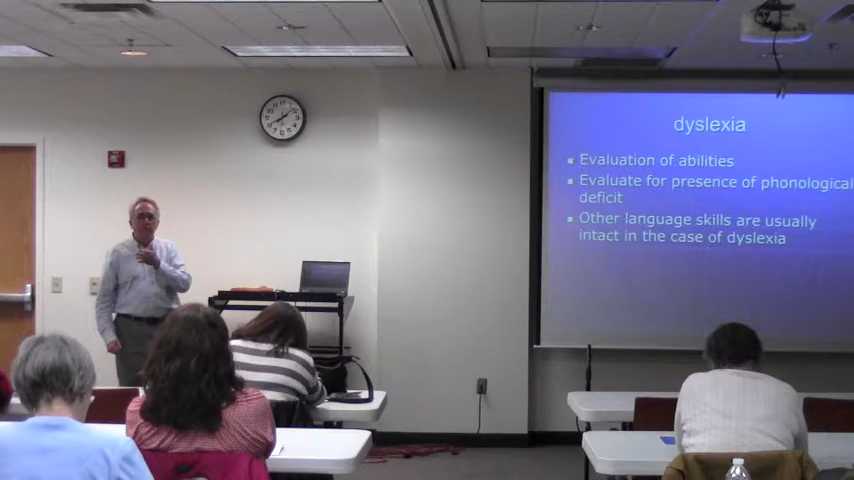 dyslexia
Evaluation of abilities
Evaluate for presence of phonological
deficit
Other language skills are usually
intact in the case of dyslexia